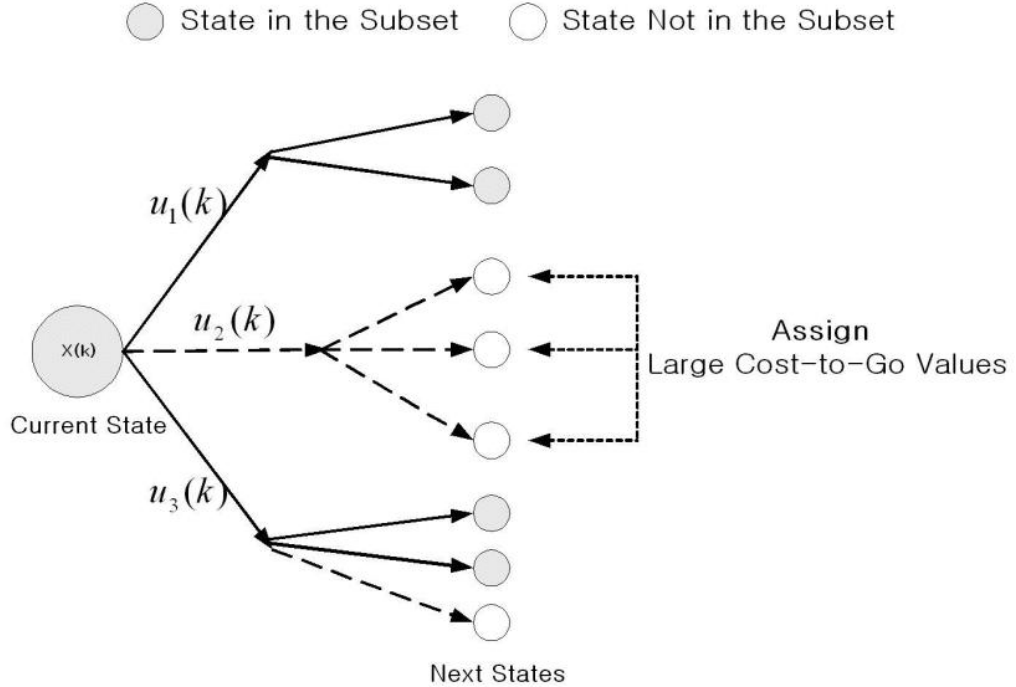 State in the Subset
State Not in the Subset
u₁(k)
u₂(k)
X(k)
Assign
Large Cost-to-Go Values
Current State
u₃(k)
Next States